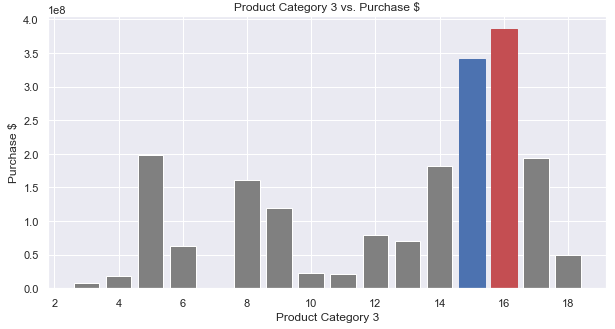 Product Category 3 vs. Purchase $
1e8
4.0
3.5
3.0
2.5
2.0
1.5
1.0
0.5
0.0
Purchase $
2 4 6 8 10 12 14 16 18
Product Category 3